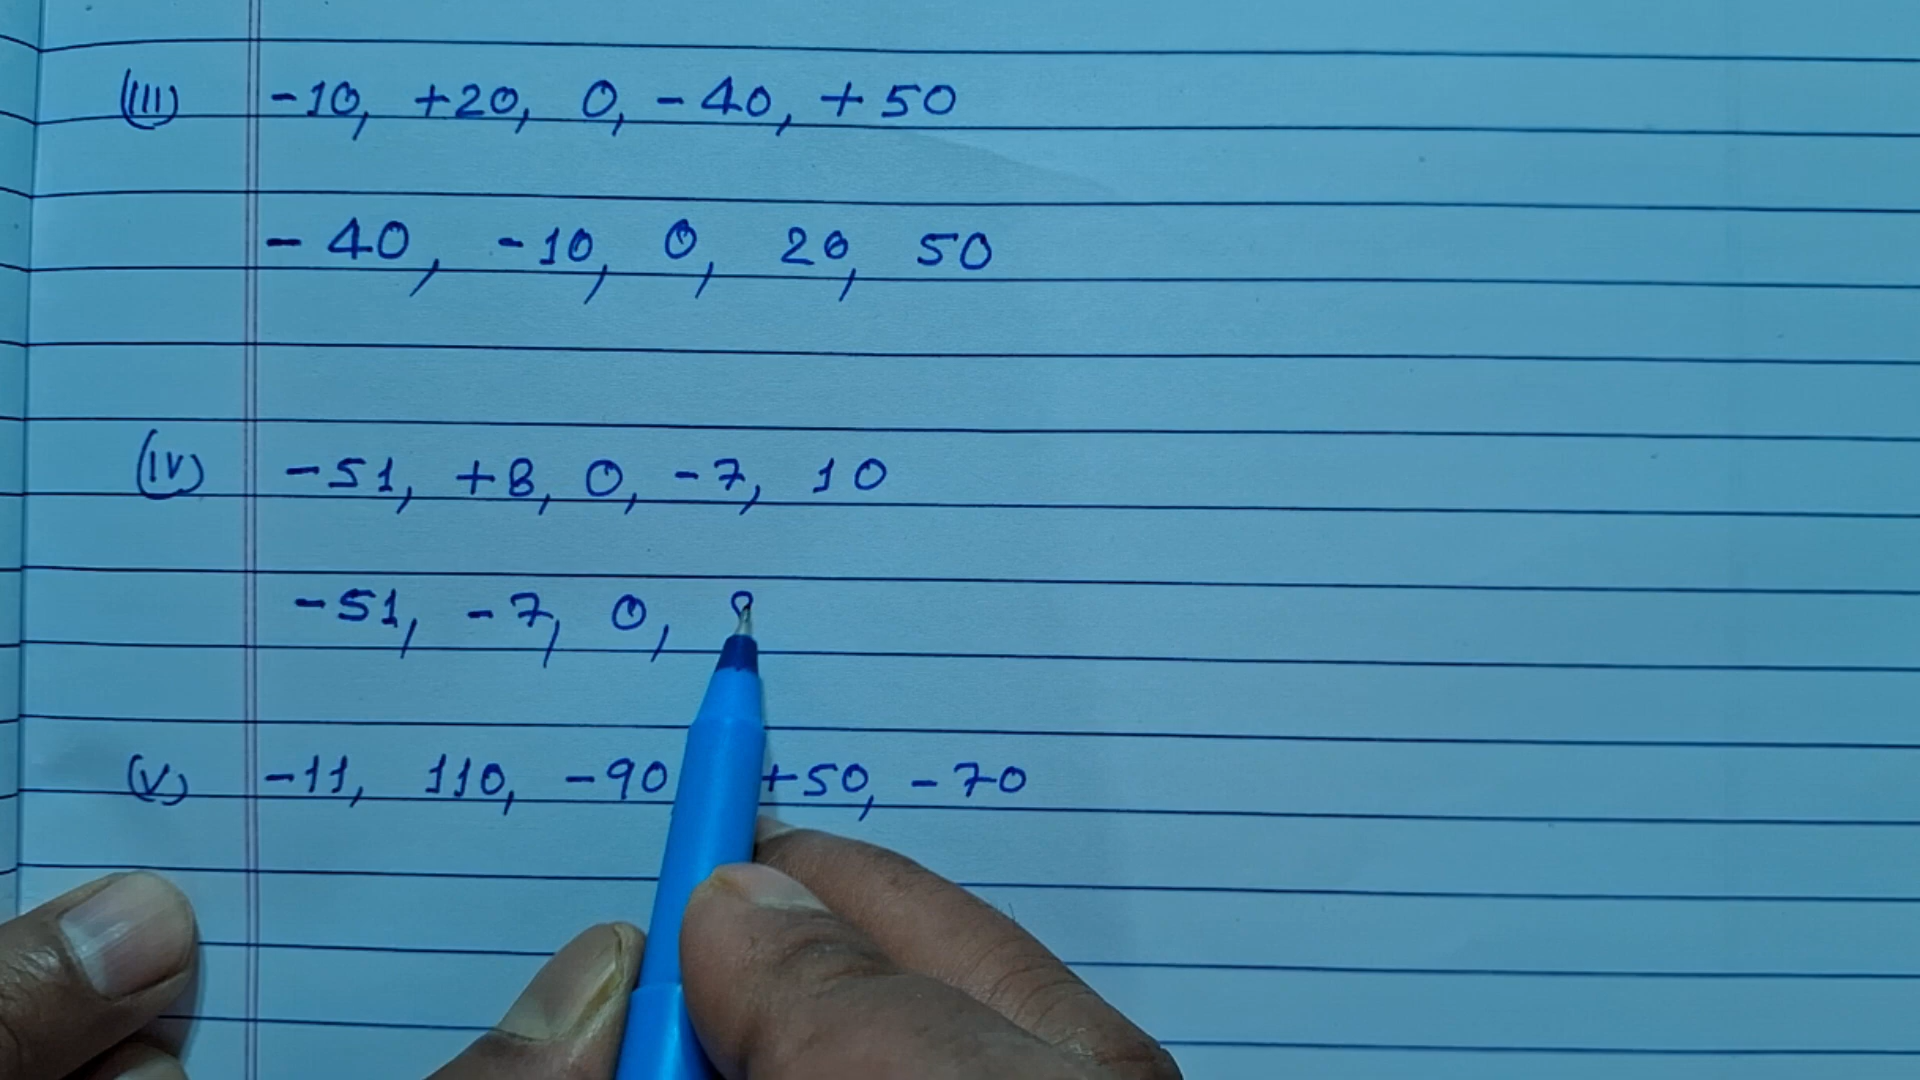 (III) -10, +20, 0, -40, +50
-40, -10, 0, 20, 50
(IV) -51, +8, 0, -7, 10
-51, -7, 0, 8
(V) -11, 110, -90 +50, -70